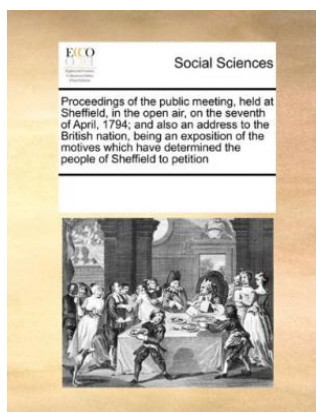 ECCO
Social Sciences
Proceedings of the public meeting, held at
Sheffield, in the open air, on the seventh
of April, 1794; and also an address to the
British nation, being an exposition of the
motives which have determined the
people of Sheffield to petition